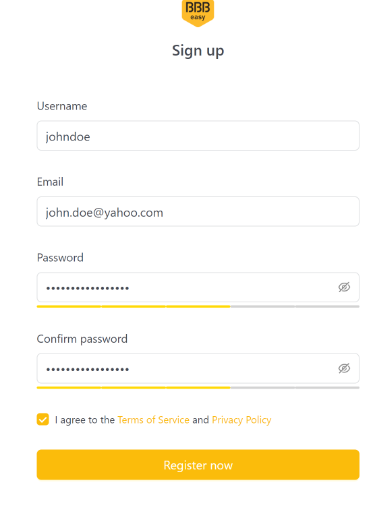 BBB
easy
Sign up
Username
johndoe
Email
john.doe@yahoo.com
Password
•••••••••••••••••
Confirm password
•••••••••••••••••
I agree to the Terms of Service and Privacy Policy
Register now